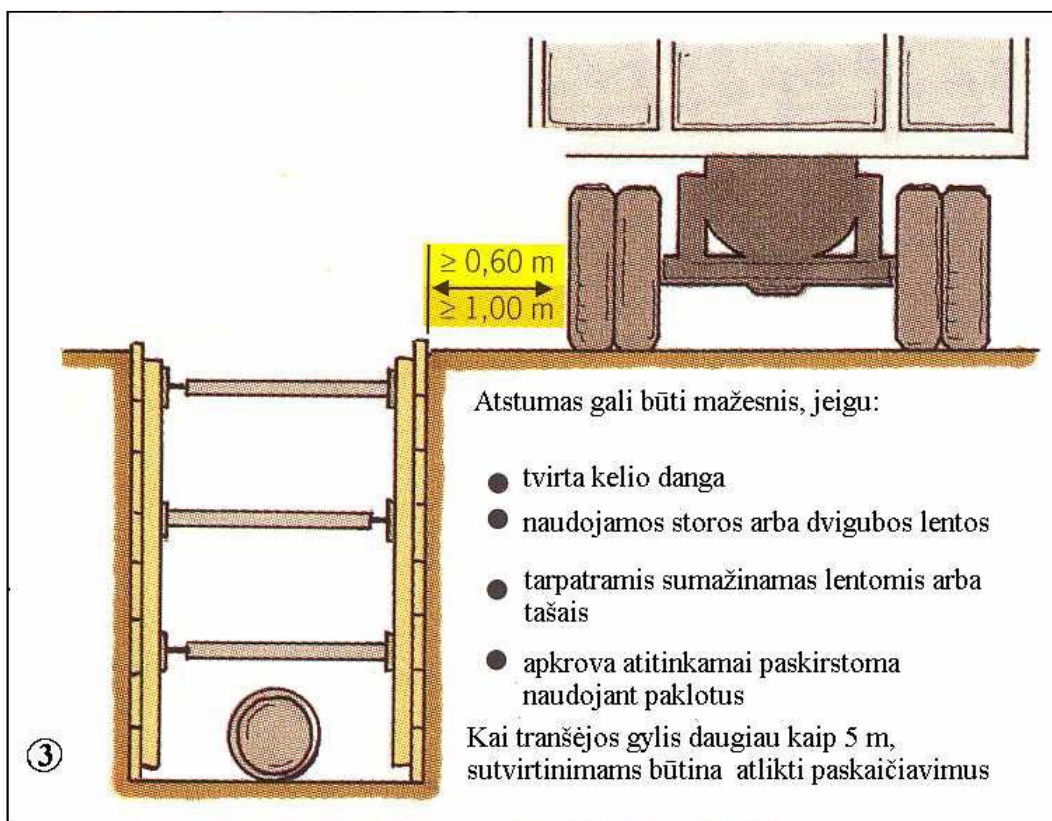 ≥ 0,60 m
≥ 1,00 m
Atstumas gali būti mažesnis, jeigu:
● tvirta kelio danga
● naudojamos storos arba dvigubos lentos
● tarpatramis sumažinamas lentomis arba
tašais
● apkrova atitinkamai paskirstoma
naudojant paklotus
Kai tranšėjos gylis daugiau kaip 5 m,
sutvirtinimams būtina atlikti paskaičiavimus
3